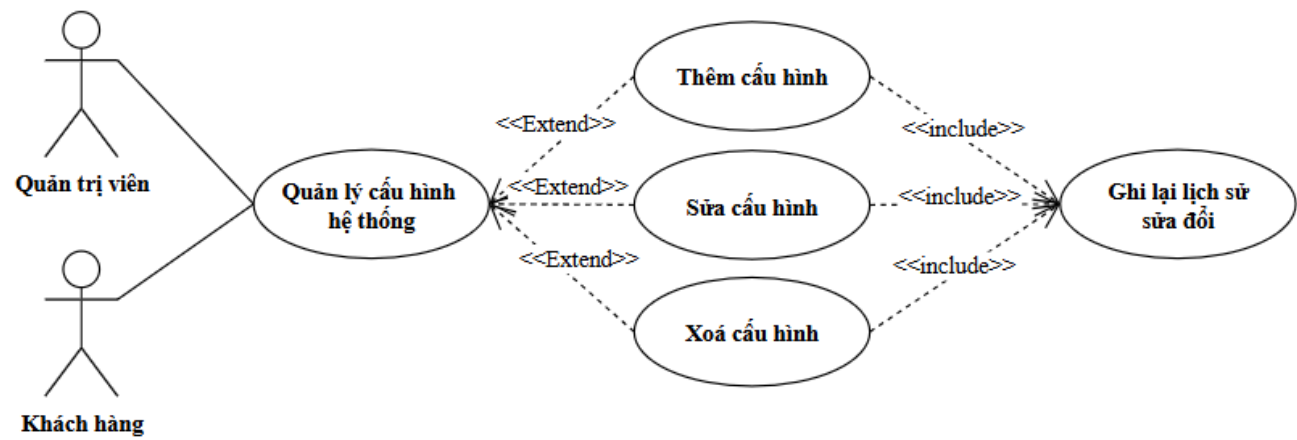 Quản trị viên
Khách hàng
Quản lý cấu hình
hệ thống
<<Extend>>
<<Extend>>
<<Extend>>
Thêm cấu hình
Sửa cấu hình
Xoá cấu hình
<<include>>
<<include>>
<<include>>
Ghi lại lịch sử
sửa đổi